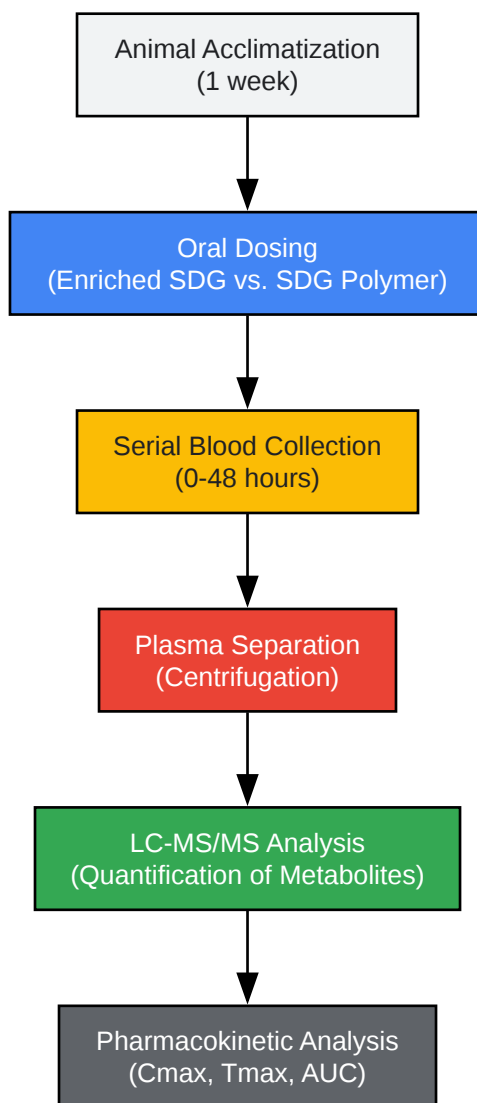 Animal Acclimatization
(1 week)
Oral Dosing
(Enriched SDG vs. SDG Polymer)
Serial Blood Collection
(0-48 hours)
Plasma Separation
(Centrifugation)
LC-MS/MS Analysis
(Quantification of Metabolites)
Pharmacokinetic Analysis
(Cmax, Tmax, AUC)